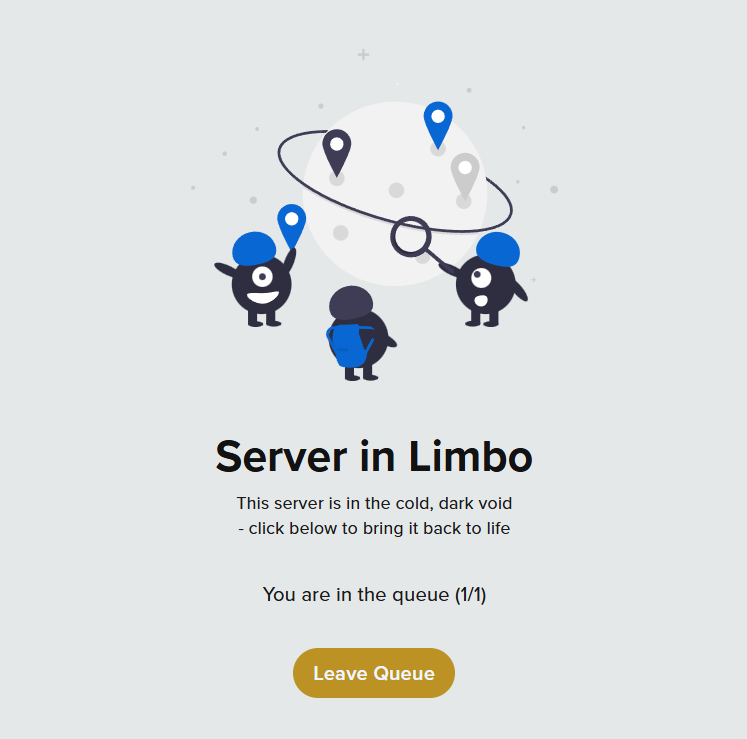 Server in Limbo
This server is in the cold, dark void
- click below to bring it back to life
You are in the queue (1/1)
Leave Queue